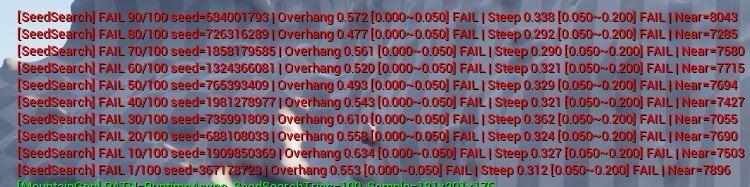 [SeedSearch] FAIL 90/100 seed=584001793 | Overhang 0.572 [0.000~0.050] FAIL | Steep 0.338 [0.050~0.200] FAIL | Near=8043
[SeedSearch] FAIL 80/100 seed=726316289 | Overhang 0.477 [0.000~0.050] FAIL | Steep 0.292 [0.050~0.200] FAIL | Near=7285
[SeedSearch] FAIL 70/100 seed=1858179585 | Overhang 0.561 [0.000~0.050] FAIL | Steep 0.290 [0.050~0.200] FAIL | Near=7580
[SeedSearch] FAIL 60/100 seed=1324366081 | Overhang 0.520 [0.000~0.050] FAIL | Steep 0.321 [0.050~0.200] FAIL | Near=7715
[SeedSearch] FAIL 50/100 seed=765393409 | Overhang 0.493 [0.000~0.050] FAIL | Steep 0.329 [0.050~0.200] FAIL | Near=7694
[SeedSearch] FAIL 40/100 seed=1981278977 | Overhang 0.543 [0.000~0.050] FAIL | Steep 0.321 [0.050~0.200] FAIL | Near=7427
[SeedSearch] FAIL 30/100 seed=735991809 | Overhang 0.610 [0.000~0.050] FAIL | Steep 0.362 [0.050~0.200] FAIL | Near=7055
[SeedSearch] FAIL 20/100 seed=688108033 | Overhang 0.558 [0.000~0.050] FAIL | Steep 0.324 [0.050~0.200] FAIL | Near=7690
[SeedSearch] FAIL 10/100 seed=1909850369 | Overhang 0.634 [0.000~0.050] FAIL | Steep 0.327 [0.050~0.200] FAIL | Near=7503
[SeedSearch] FAIL 1/100 seed=367178723 | Overhang 0.553 [0.000~0.050] FAIL | Steep 0.312 [0.050~0.200] FAIL | Near=7896